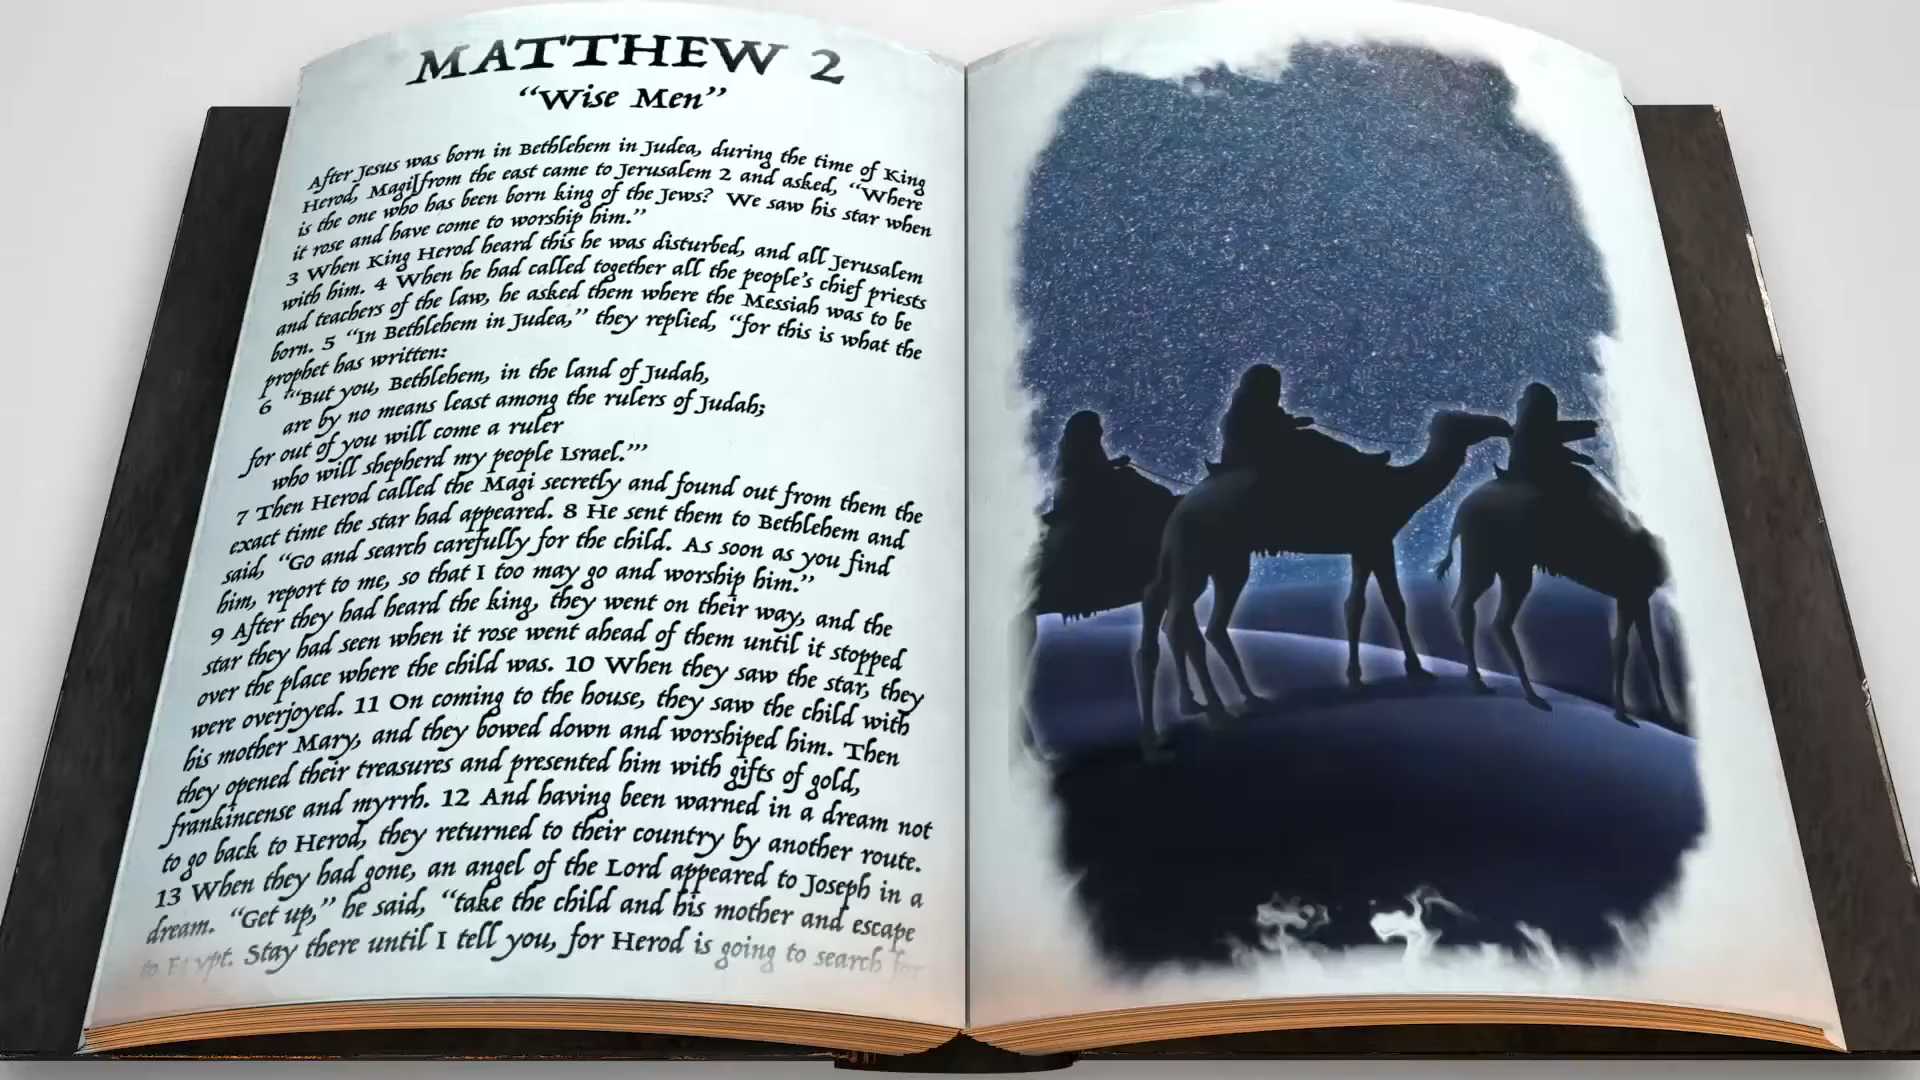 MATTHEW 2
“Wise Men”
After Jesus was born in Bethlehem in Judea, during the time of King
Herod, Magi[from the east came to Jerusalem 2 and asked, “Where
is the one who has been born king of the Jews? We saw his star when
it rose and have come to worship him.”
3 When King Herod heard this he was disturbed, and all Jerusalem
with him. 4 When he had called together all the people’s chief priests
and teachers of the law, he asked them where the Messiah was to be
born. 5 “In Bethlehem in Judea,” they replied, “for this is what the
prophet has written:
6 “‘But you, Bethlehem, in the land of Judah,
are by no means least among the rulers of Judah;
for out of you will come a ruler
who will shepherd my people Israel.’”
7 Then Herod called the Magi secretly and found out from them the
exact time the star had appeared. 8 He sent them to Bethlehem and
said, “Go and search carefully for the child. As soon as you find
him, report to me, so that I too may go and worship him.”
9 After they had heard the king, they went on their way, and the
star they had seen when it rose went ahead of them until it stopped
over the place where the child was. 10 When they saw the star, they
were overjoyed. 11 On coming to the house, they saw the child with
his mother Mary, and they bowed down and worshiped him. Then
they opened their treasures and presented him with gifts of gold,
frankincense and myrrh. 12 And having been warned in a dream not
to go back to Herod, they returned to their country by another route.
13 When they had gone, an angel of the Lord appeared to Joseph in a
dream. “Get up,” he said, “take the child and his mother and escape
to Egypt. Stay there until I tell you, for Herod is going to search for